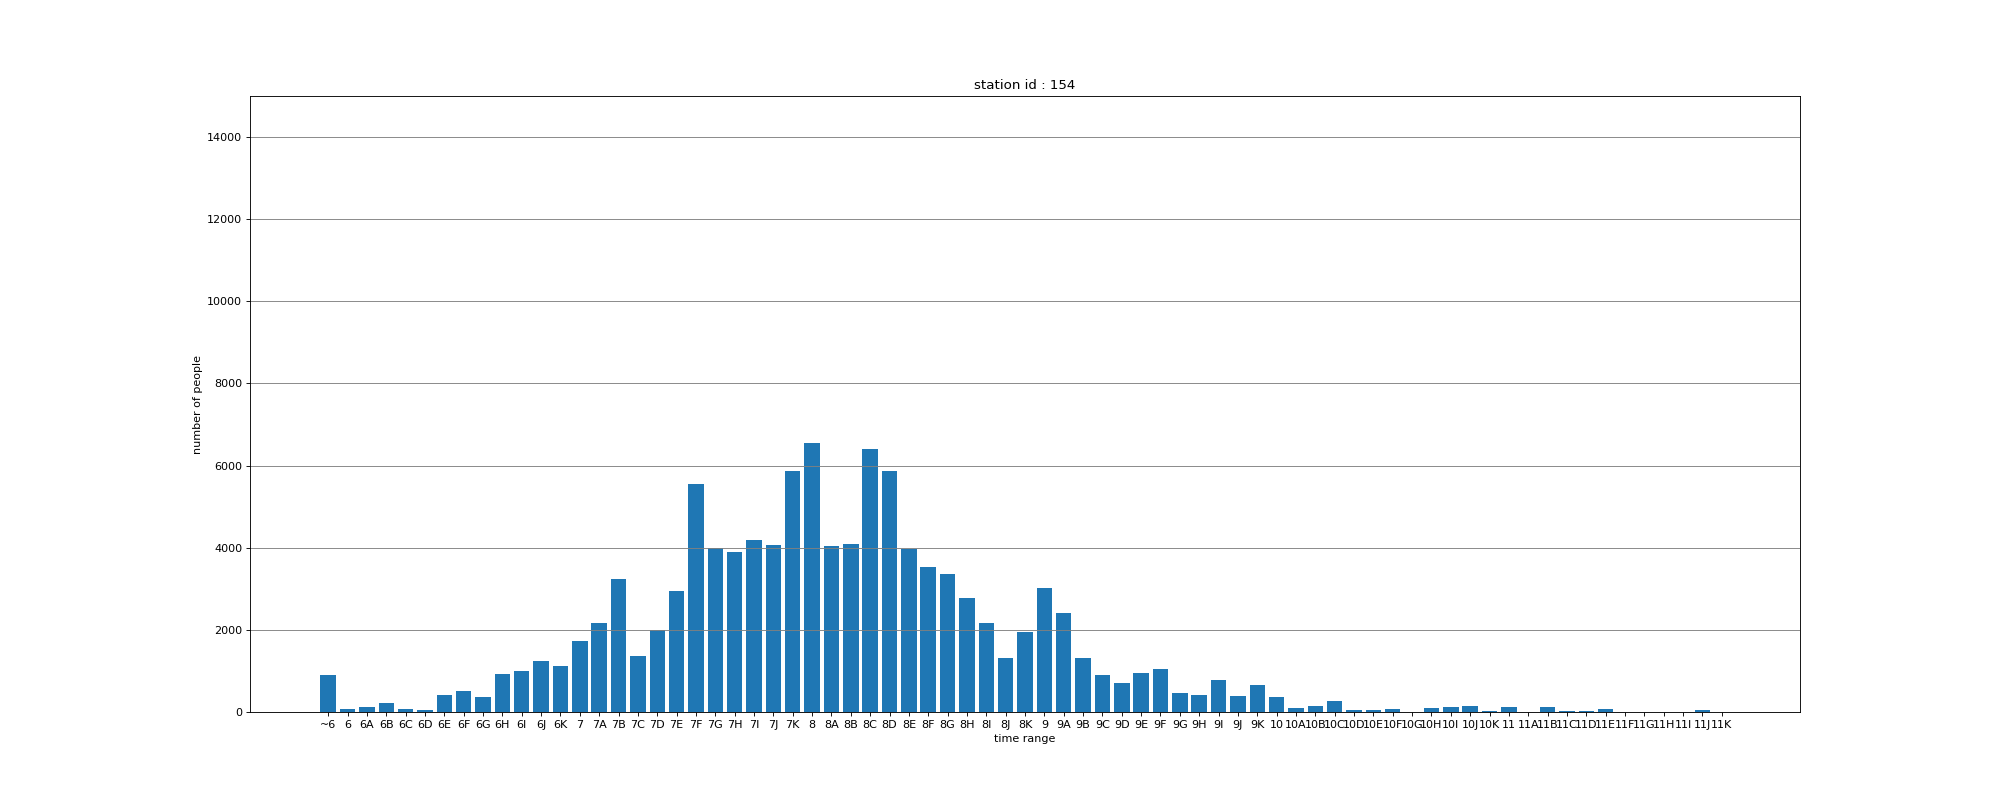 station id : 154
14000
12000
10000
8000
6000
4000
2000
0
number of people
~6 6 6A 6B 6C 6D 6E 6F 6G 6H 6I 6J 6K 7 7A 7B 7C 7D 7E 7F 7G 7H 7I 7J 7K 8 8A 8B 8C 8D 8E 8F 8G 8H 8I 8J 8K 9 9A 9B 9C 9D 9E 9F 9G 9H 9I 9J 9K 10 10A 10B 10C 10D 10E 10F 10G 10H 10I 10J 10K 11 11A 11B 11C 11D 11E 11F 11G 11H 11I 11J 11K
time range